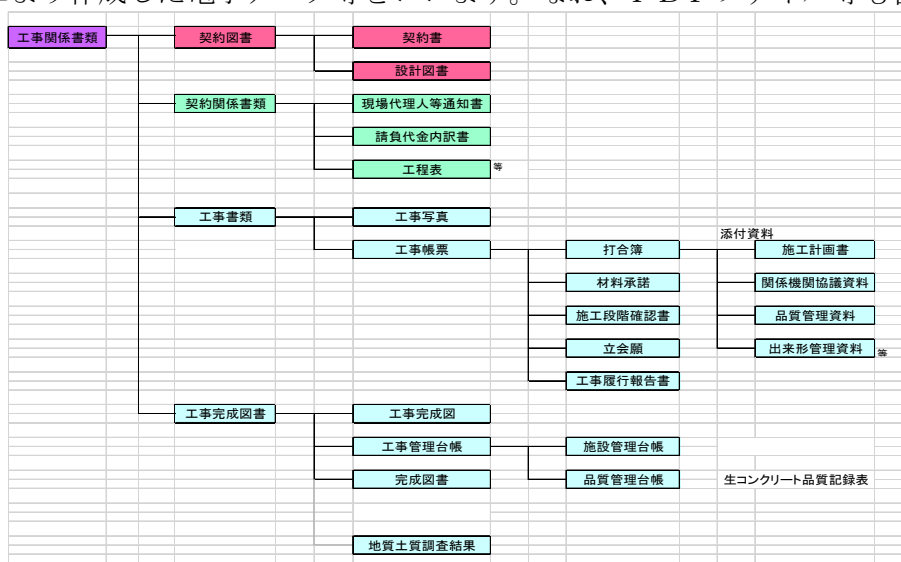 工事関係書類 契約図書 契約書
設計図書
契約関係書類 現場代理人等通知書
請負代金内訳書
工程表 等
工事書類 工事写真
添付資料
工事帳票 打合簿 施工計画書
材料承諾 関係機関協議資料
施工段階確認書 品質管理資料
立会願 出来形管理資料 等
工事履行報告書
工事完成図書 工事完成図
工事管理台帳 施設管理台帳
完成図書 品質管理台帳 生コンクリート品質記録表
地質土質調査結果